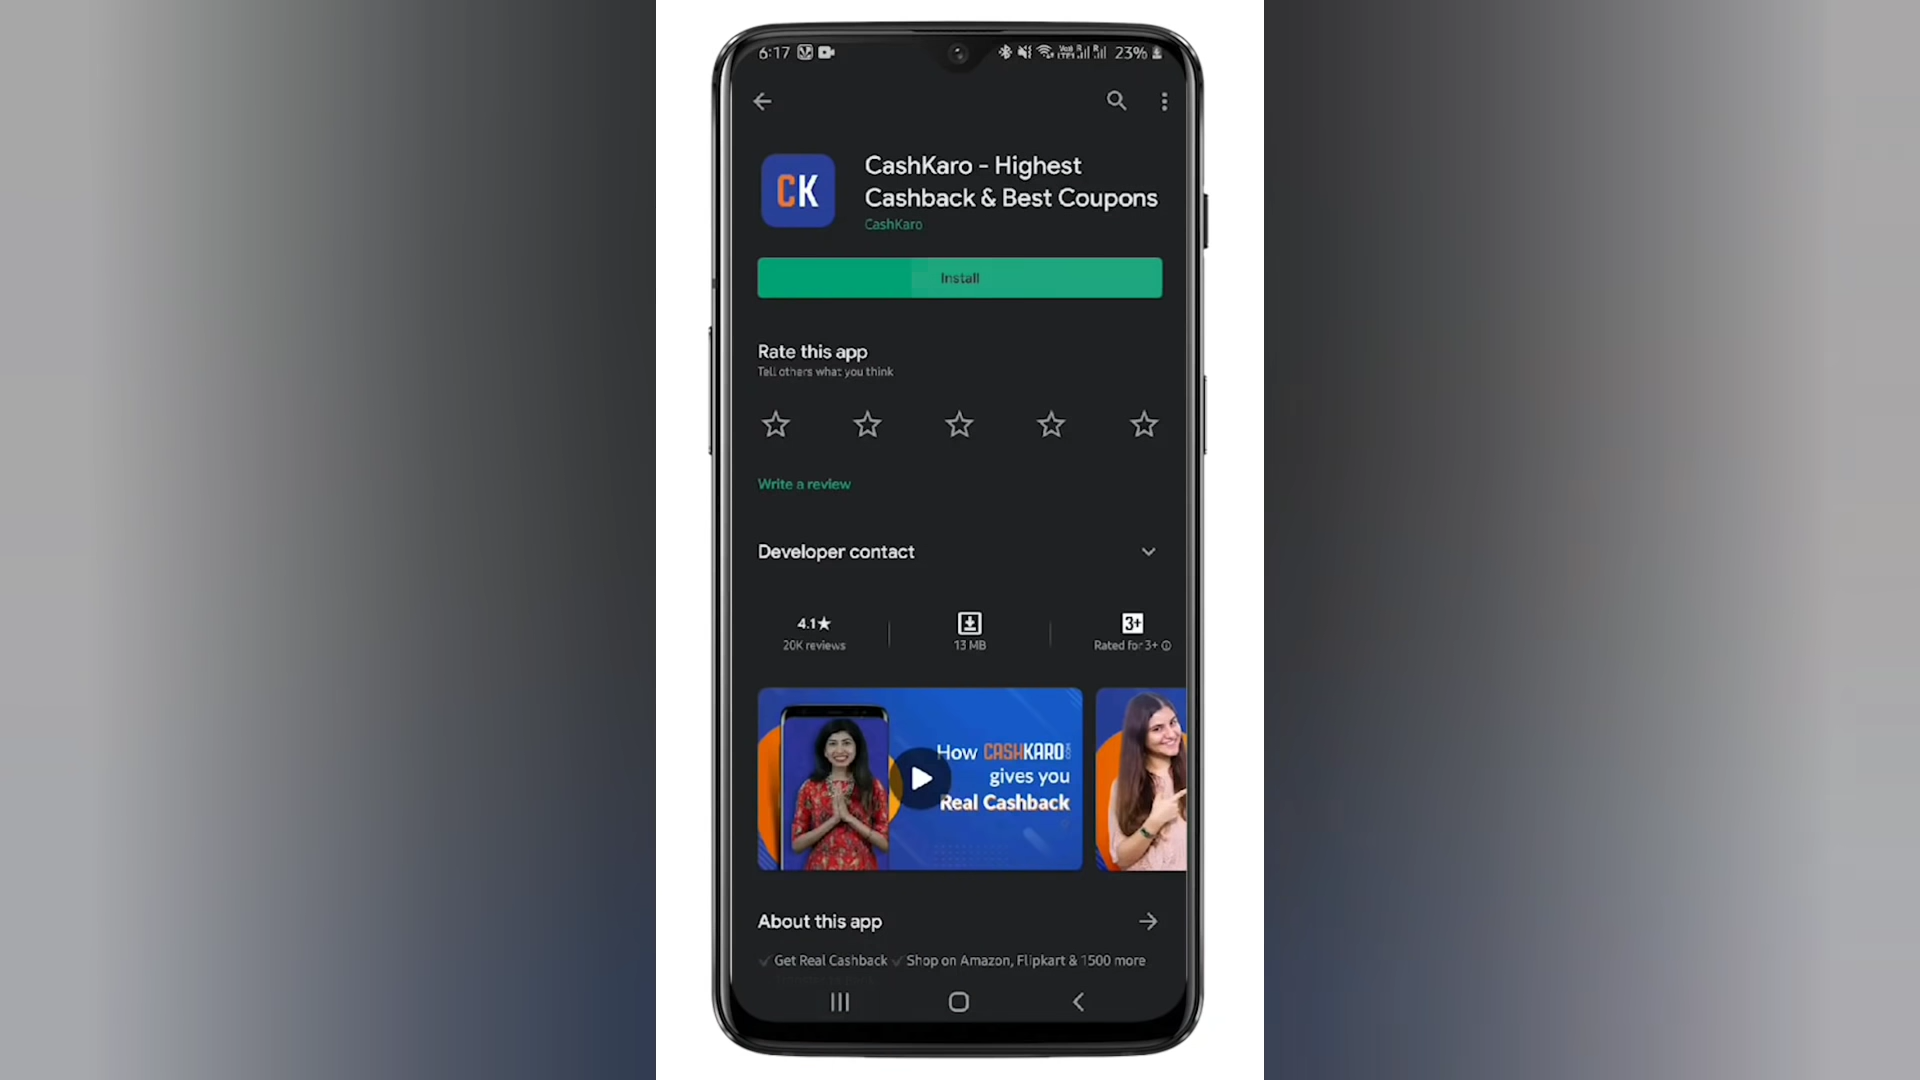 6:17
23%
CK
CashKaro - Highest
Cashback & Best Coupons
CashKaro
Install
Rate this app
Tell others what you think
Write a review
Developer contact
4.1★
20K reviews
13 MB
3+
Rated for 3+
How CASHKARO
gives you
Real Cashback
About this app
✓Get Real Cashback ✓Shop on Amazon, Flipkart & 1500 more